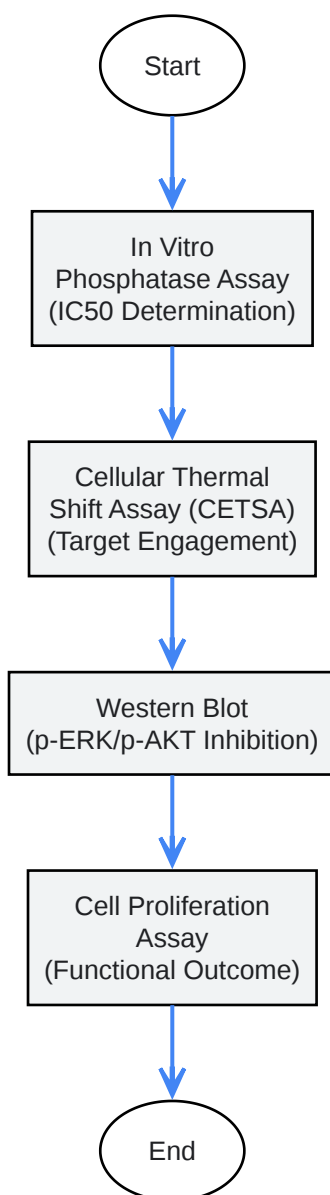 Start
In Vitro
Phosphatase Assay
(IC50 Determination)
Cellular Thermal
Shift Assay (CETSA)
(Target Engagement)
Western Blot
(p-ERK/p-AKT Inhibition)
Cell Proliferation
Assay
(Functional Outcome)
End